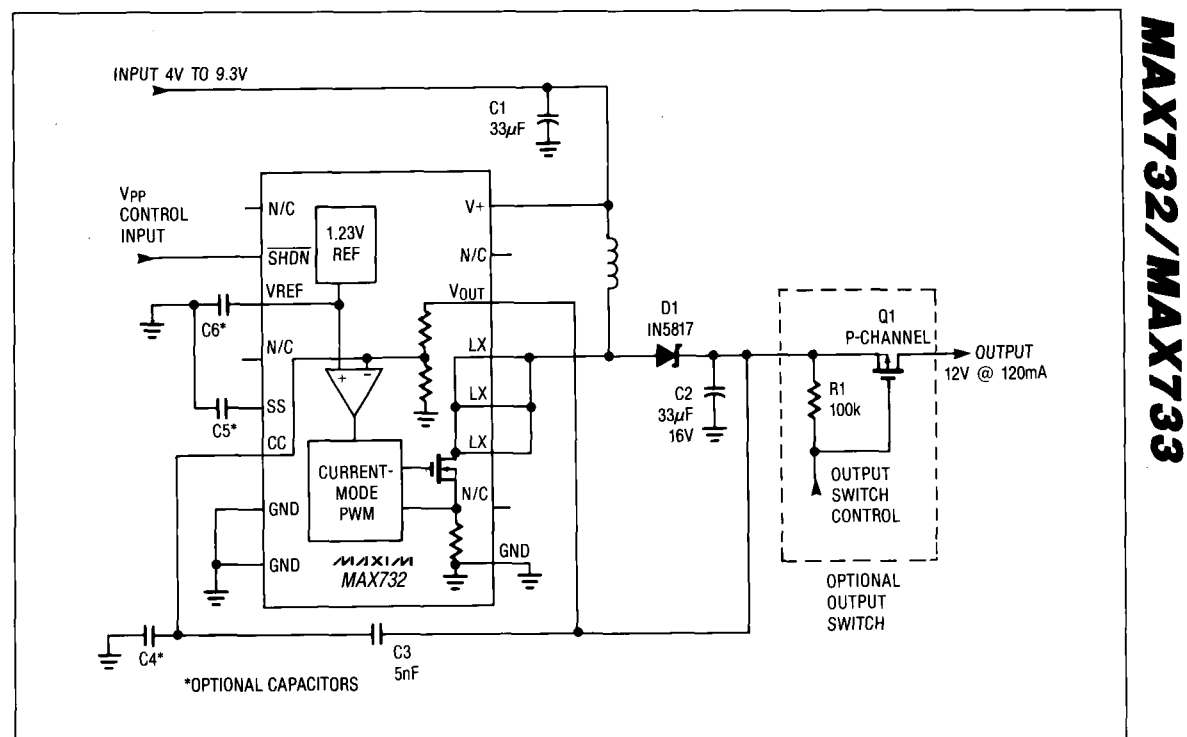 MAX732/MAX733
INPUT 4V TO 9.3V
C1
33µF
VPP
CONTROL
INPUT
N/C
SHDN
VREF
C6*
N/C
SS
C5*
CC
GND
GND
1.23V
REF
+ −
CURRENT-
MODE
PWM
MAXIM
MAX732
V+
N/C
VOUT
LX
LX
LX
N/C
GND
D1
IN5817
C2
33µF
16V
Q1
P-CHANNEL
R1
100k
OUTPUT
SWITCH
CONTROL
OUTPUT
12V @ 120mA
OPTIONAL
OUTPUT
SWITCH
C4*
C3
5nF
*OPTIONAL CAPACITORS